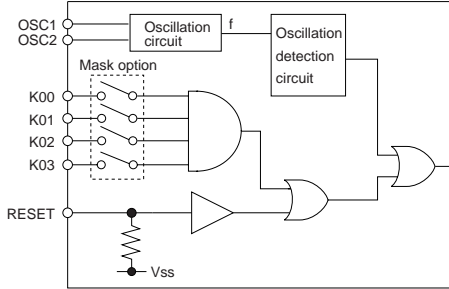 OSC1
OSC2
Oscillation
circuit
f
Oscillation
detection
circuit
Mask option
K00
K01
K02
K03
RESET
Vss